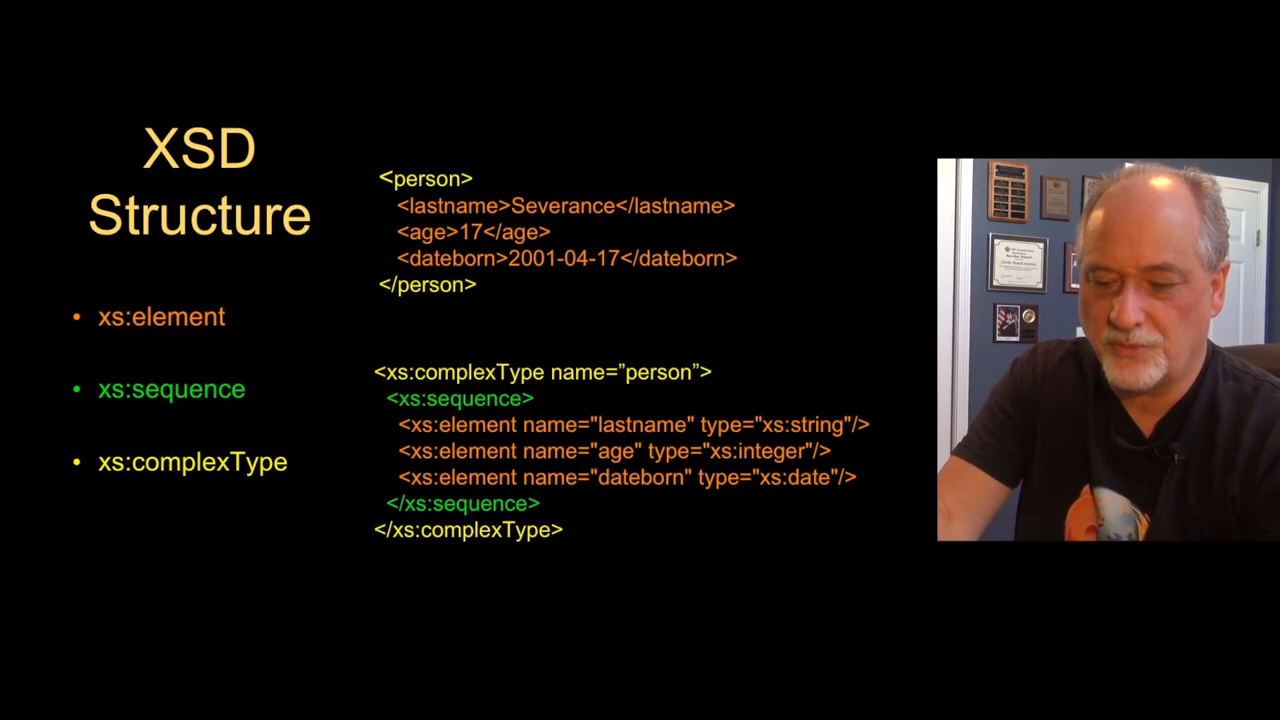 XSD
Structure
• xs:element
• xs:sequence
• xs:complexType
<person>
<lastname>Severance</lastname>
<age>17</age>
<dateborn>2001-04-17</dateborn>
</person>
<xs:complexType name=”person”>
<xs:sequence>
<xs:element name="lastname" type="xs:string"/>
<xs:element name="age" type="xs:integer"/>
<xs:element name="dateborn" type="xs:date"/>
</xs:sequence>
</xs:complexType>